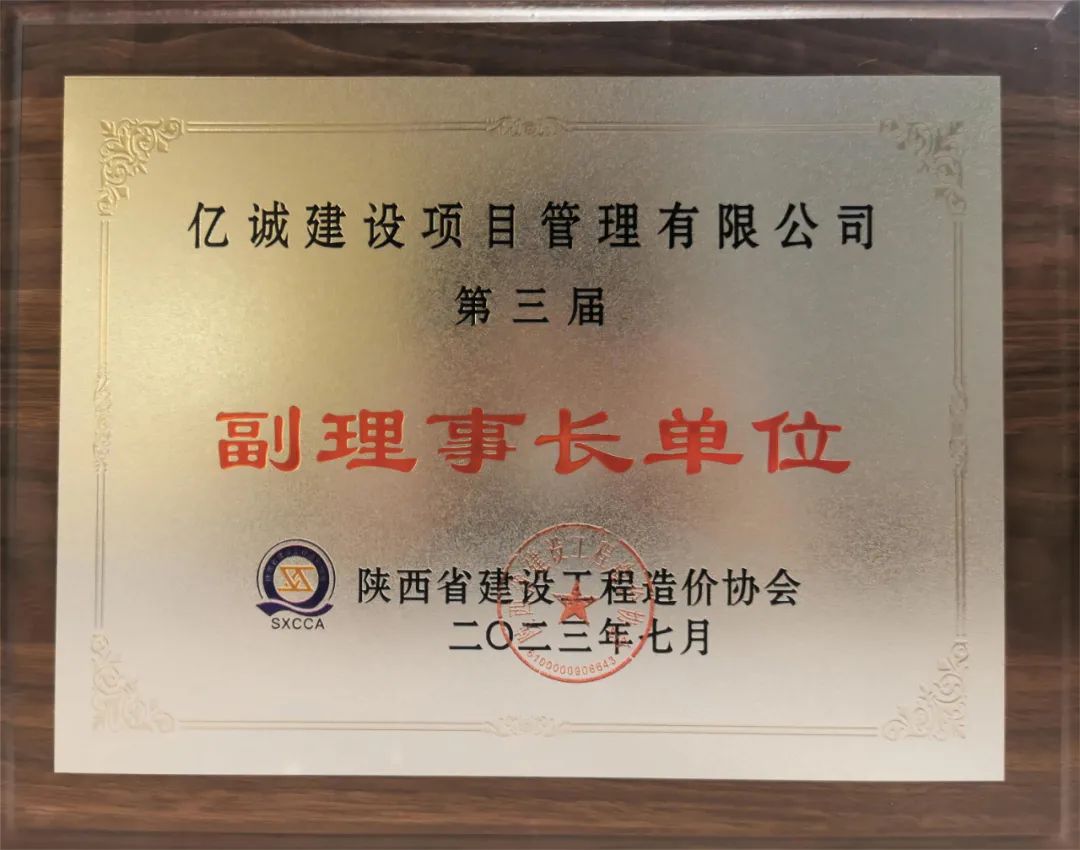 亿诚建设项目管理有限公司
第三届
副理事长单位
陕西省建设工程造价协会
二〇二三年七月
SXCCA